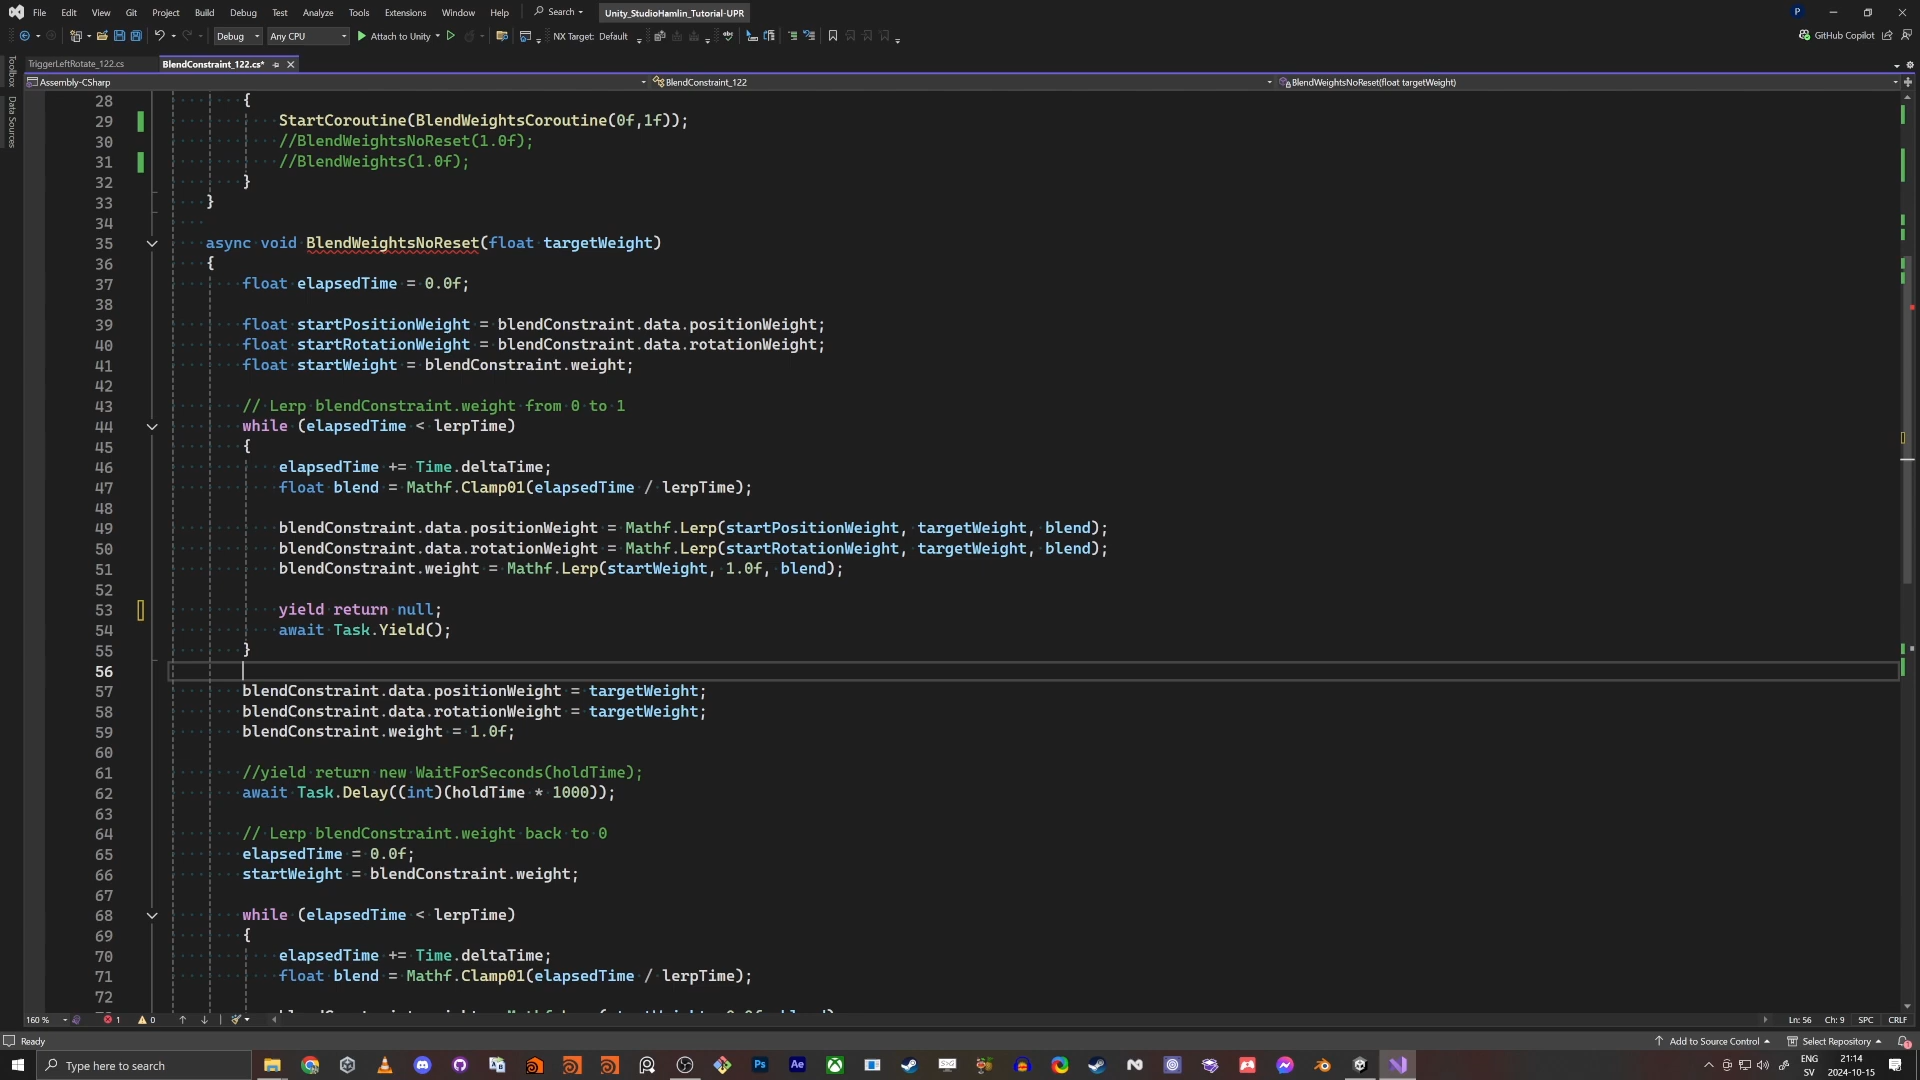 File Edit View Git Project Build Debug Test Analyze Tools Extensions Window Help Search Unity_StudioHamlin_Tutorial-UPR P
Debug Any CPU Attach to Unity NX Target: Default GitHub Copilot
TriggerLeftRotate_122.cs BlendConstraint_122.cs*
Assembly-CSharp BlendConstraint_122 BlendWeightsNoReset(float targetWeight)
Toolbox
Data Sources
28 {
29 StartCoroutine(BlendWeightsCoroutine(0f,1f));
30 //BlendWeightsNoReset(1.0f);
31 //BlendWeights(1.0f);
32 }
33 }
34
35 async void BlendWeightsNoReset(float targetWeight)
36 {
37 float elapsedTime = 0.0f;
38
39 float startPositionWeight = blendConstraint.data.positionWeight;
40 float startRotationWeight = blendConstraint.data.rotationWeight;
41 float startWeight = blendConstraint.weight;
42
43 // Lerp blendConstraint.weight from 0 to 1
44 while (elapsedTime < lerpTime)
45 {
46 elapsedTime += Time.deltaTime;
47 float blend = Mathf.Clamp01(elapsedTime / lerpTime);
48
49 blendConstraint.data.positionWeight = Mathf.Lerp(startPositionWeight, targetWeight, blend);
50 blendConstraint.data.rotationWeight = Mathf.Lerp(startRotationWeight, targetWeight, blend);
51 blendConstraint.weight = Mathf.Lerp(startWeight, 1.0f, blend);
52
53 yield return null;
54 await Task.Yield();
55 }
56
57 blendConstraint.data.positionWeight = targetWeight;
58 blendConstraint.data.rotationWeight = targetWeight;
59 blendConstraint.weight = 1.0f;
60
61 //yield return new WaitForSeconds(holdTime);
62 await Task.Delay((int)(holdTime * 1000));
63
64 // Lerp blendConstraint.weight back to 0
65 elapsedTime = 0.0f;
66 startWeight = blendConstraint.weight;
67
68 while (elapsedTime < lerpTime)
69 {
70 elapsedTime += Time.deltaTime;
71 float blend = Mathf.Clamp01(elapsedTime / lerpTime);
72
160 % 1 0 Ln: 56 Ch: 9 SPC CRLF
Ready Add to Source Control Select Repository
Type here to search ENG SV 21:14 2024-10-15